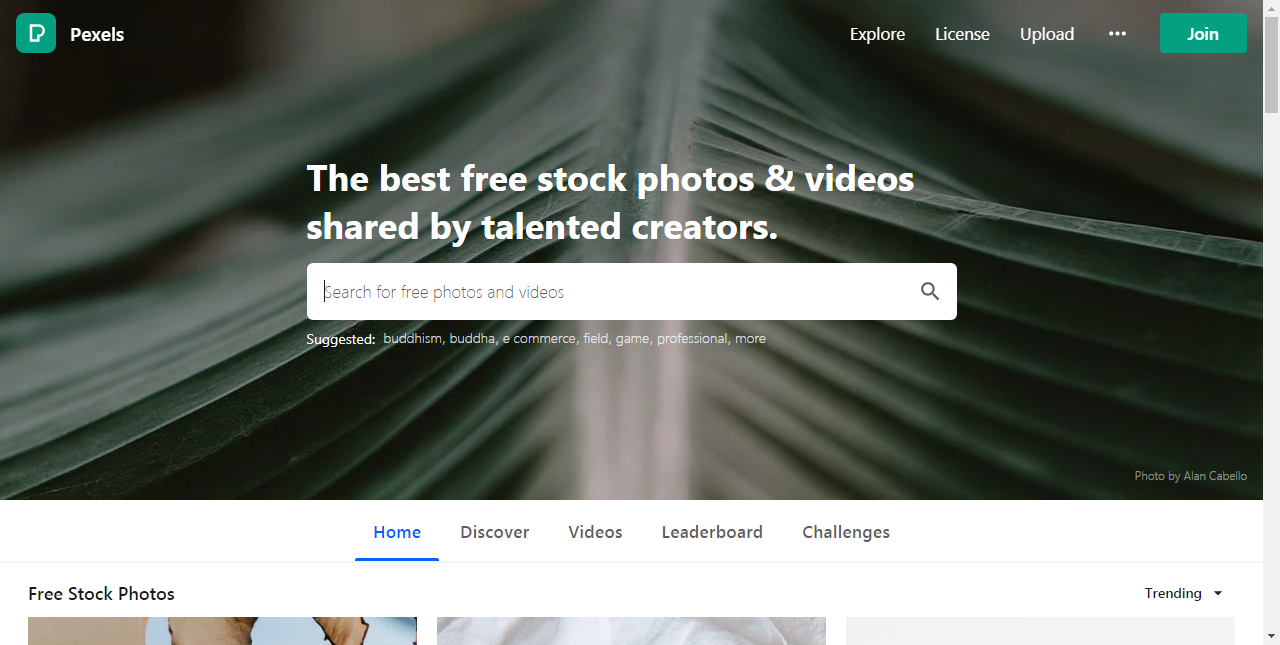 Pexels
Explore
License
Upload
Join
The best free stock photos & videos
shared by talented creators.
Search for free photos and videos
Suggested: buddhism, buddha, e commerce, field, game, professional, more
Photo by Alan Cabello
Home
Discover
Videos
Leaderboard
Challenges
Free Stock Photos
Trending